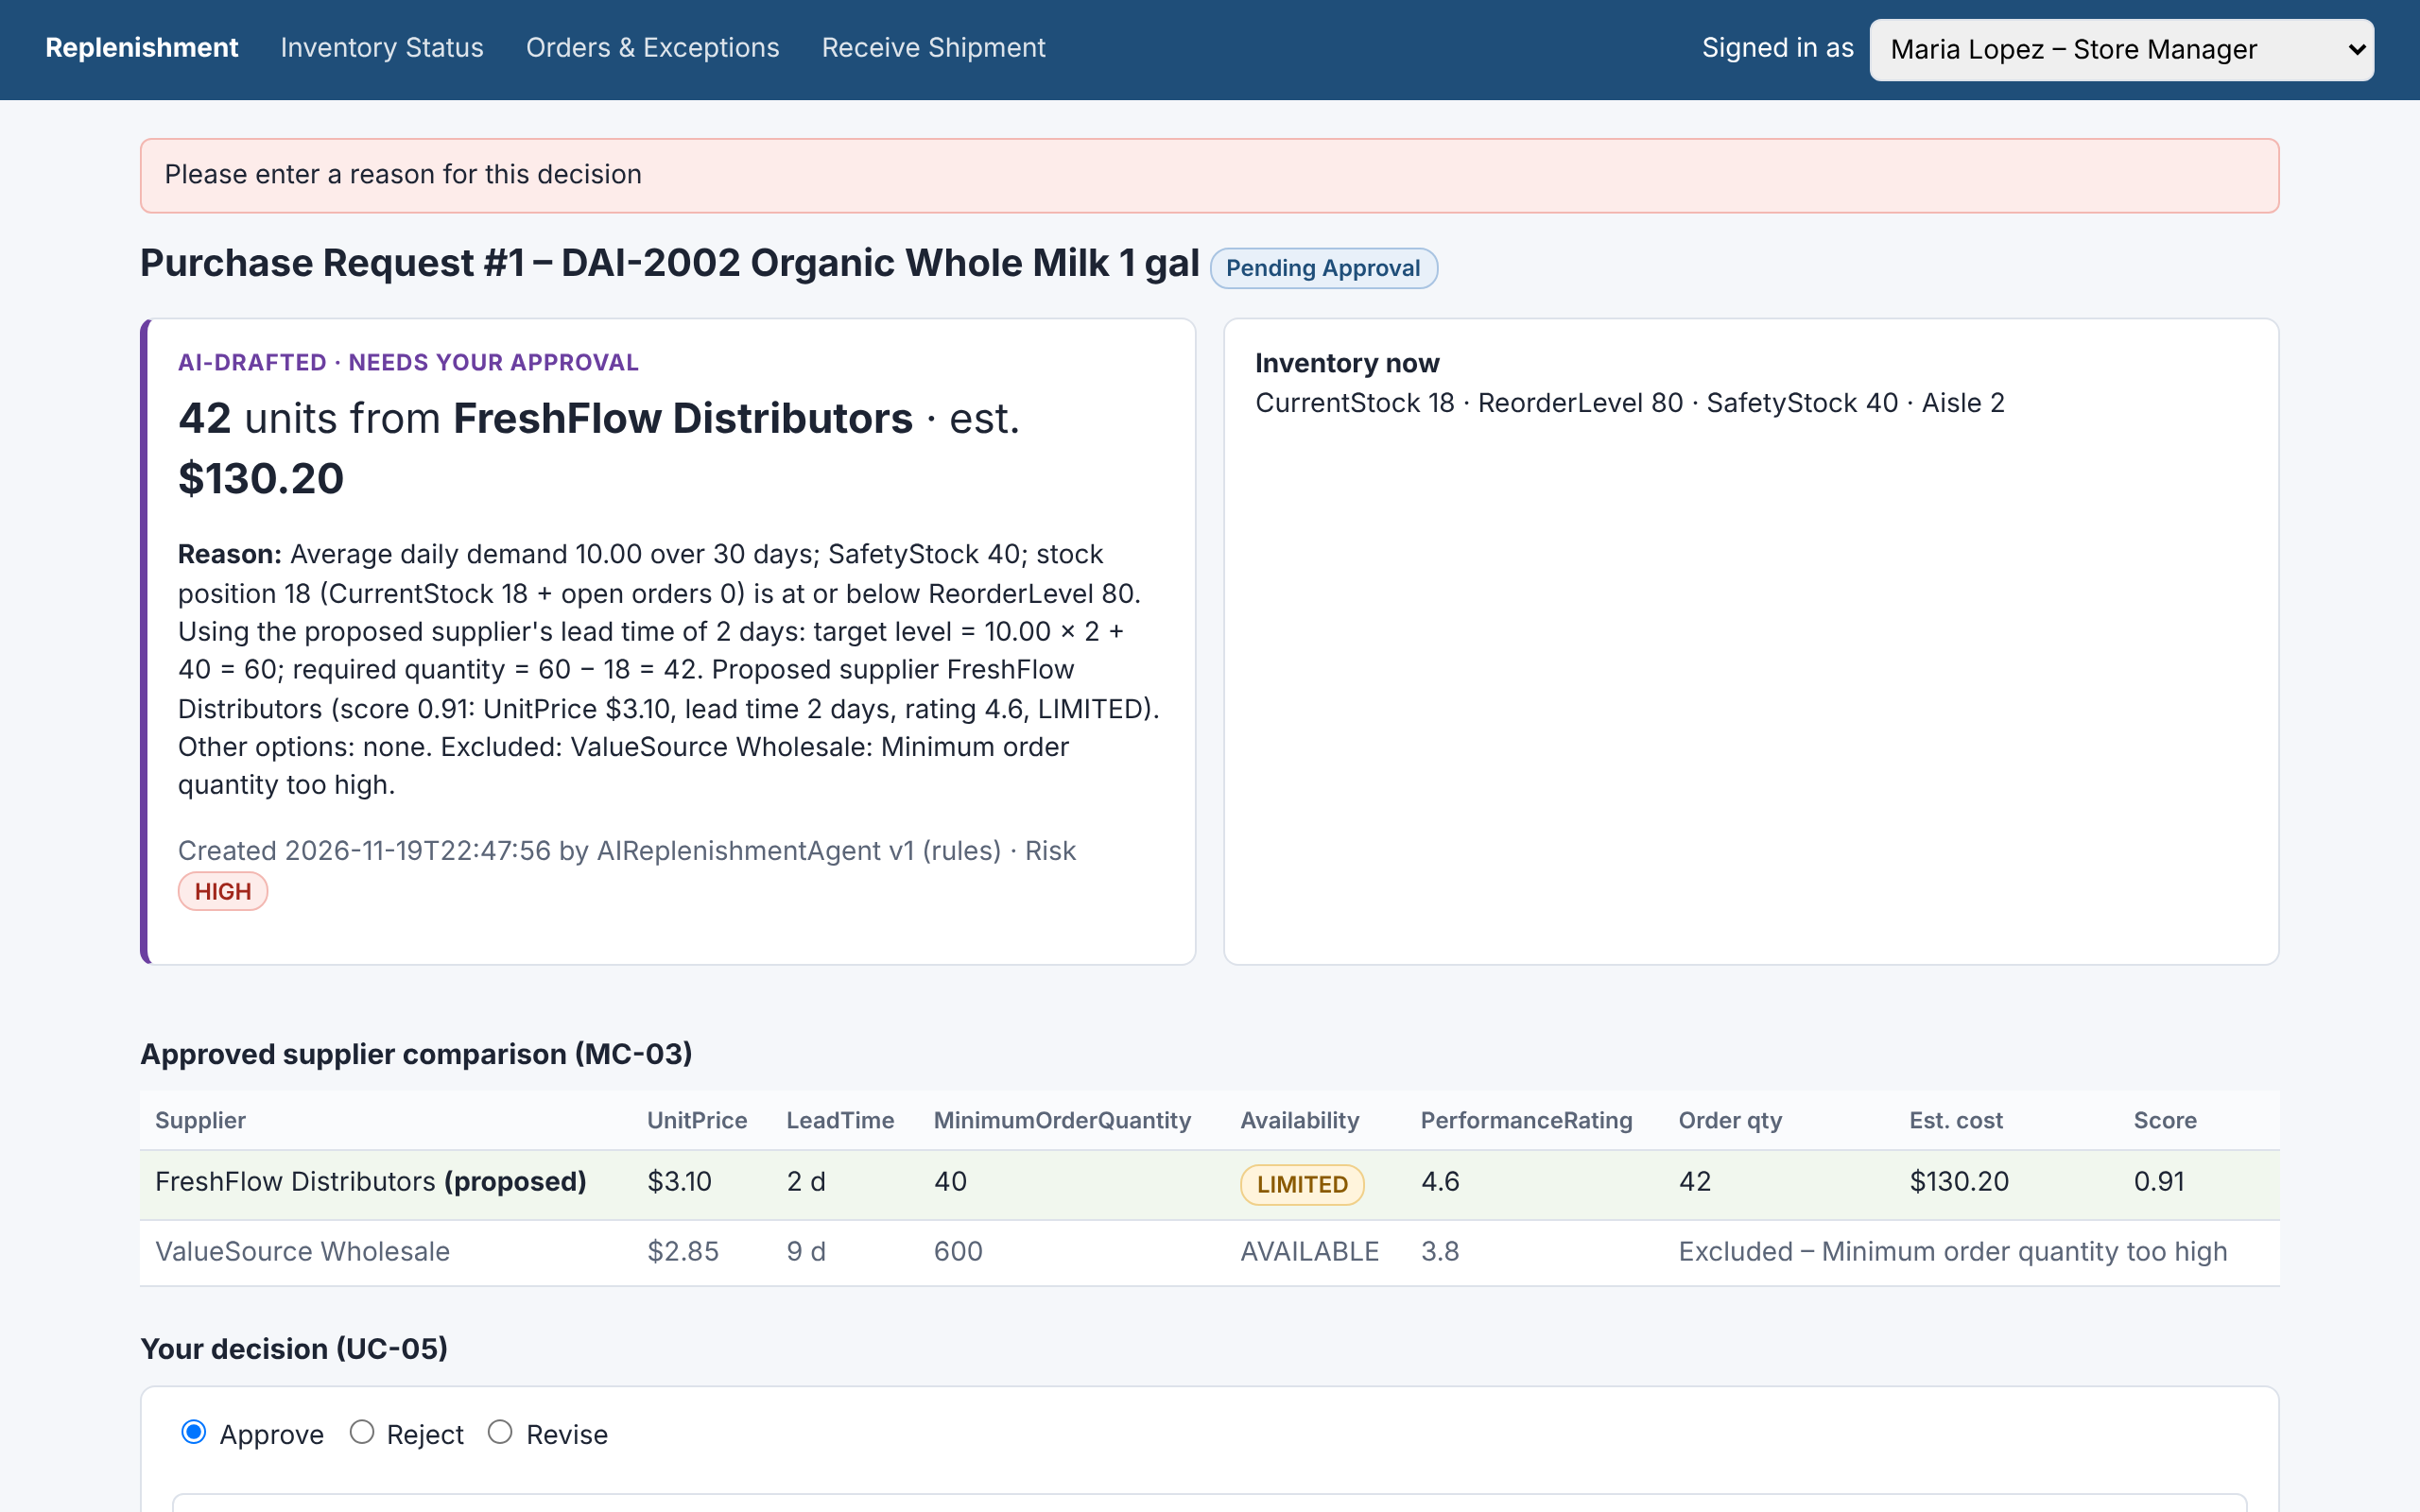 Replenishment Inventory Status Orders & Exceptions Receive Shipment Signed in as Maria Lopez – Store Manager
Please enter a reason for this decision
Purchase Request #1 – DAI-2002 Organic Whole Milk 1 gal Pending Approval
AI-DRAFTED · NEEDS YOUR APPROVAL
42 units from FreshFlow Distributors · est.
$130.20
Reason: Average daily demand 10.00 over 30 days; SafetyStock 40; stock
position 18 (CurrentStock 18 + open orders 0) is at or below ReorderLevel 80.
Using the proposed supplier's lead time of 2 days: target level = 10.00 × 2 +
40 = 60; required quantity = 60 − 18 = 42. Proposed supplier FreshFlow
Distributors (score 0.91: UnitPrice $3.10, lead time 2 days, rating 4.6, LIMITED).
Other options: none. Excluded: ValueSource Wholesale: Minimum order
quantity too high.
Created 2026-11-19T22:47:56 by AIReplenishmentAgent v1 (rules) · Risk
HIGH
Inventory now
CurrentStock 18 · ReorderLevel 80 · SafetyStock 40 · Aisle 2
Approved supplier comparison (MC-03)
Supplier UnitPrice LeadTime MinimumOrderQuantity Availability PerformanceRating Order qty Est. cost Score
FreshFlow Distributors (proposed) $3.10 2 d 40 LIMITED 4.6 42 $130.20 0.91
ValueSource Wholesale $2.85 9 d 600 AVAILABLE 3.8 Excluded – Minimum order quantity too high
Your decision (UC-05)
Approve Reject Revise